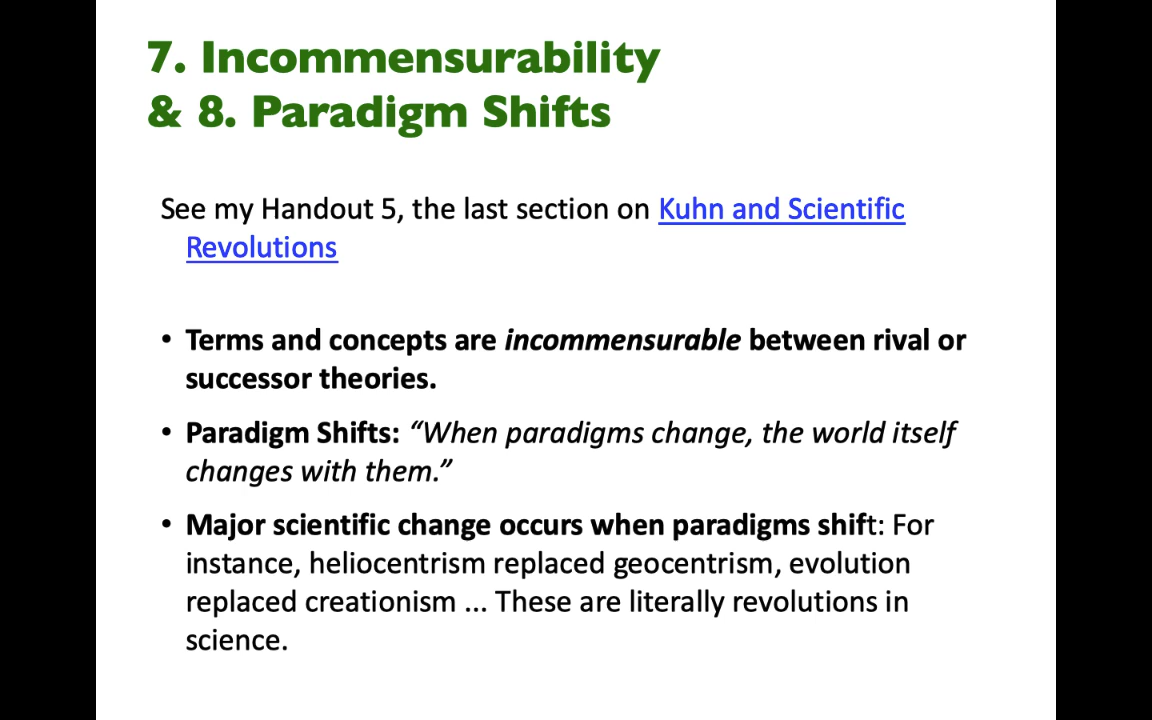 7. Incommensurability
& 8. Paradigm Shifts
See my Handout 5, the last section on Kuhn and Scientific
Revolutions
• Terms and concepts are incommensurable between rival or
successor theories.
• Paradigm Shifts: “When paradigms change, the world itself
changes with them.”
• Major scientific change occurs when paradigms shift: For
instance, heliocentrism replaced geocentrism, evolution
replaced creationism ... These are literally revolutions in
science.